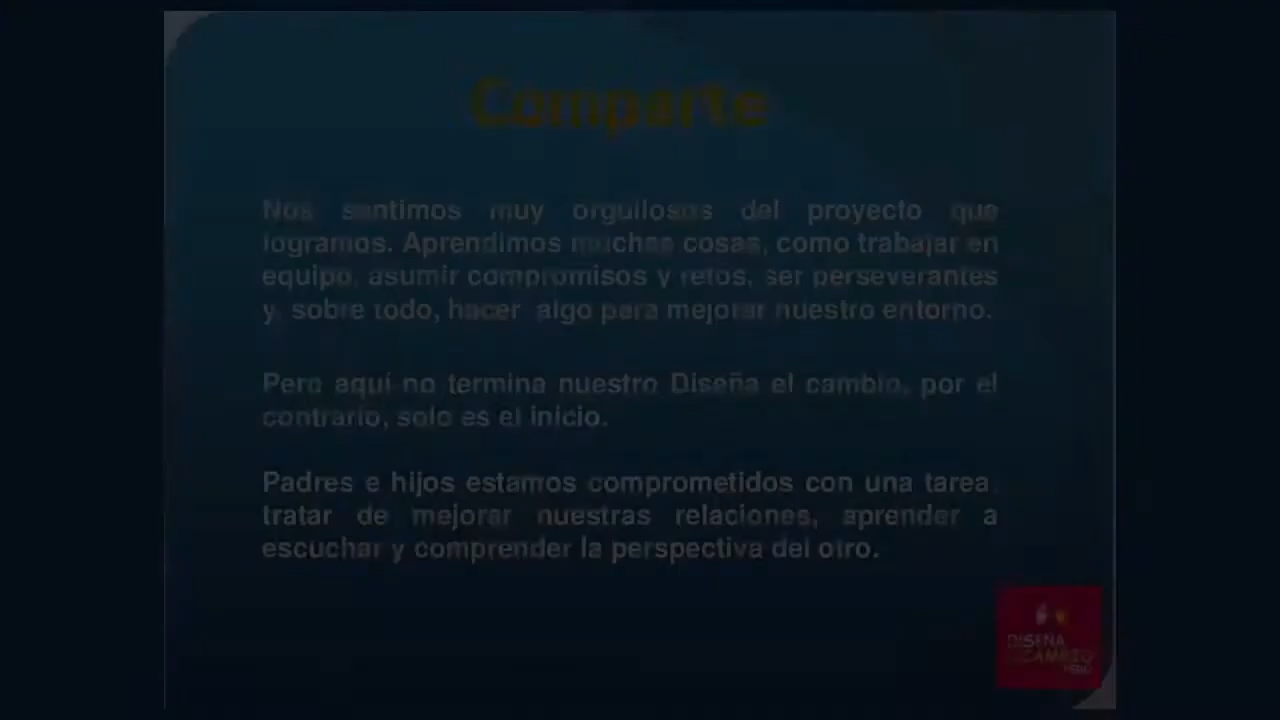 Comparte
Nos sentimos muy orgullosos del proyecto que
logramos. Aprendimos muchas cosas, como trabajar en
equipo, asumir compromisos y retos, ser perseverantes
y, sobre todo, hacer algo para mejorar nuestro entorno.
Pero aquí no termina nuestro Diseña el cambio, por el
contrario, solo es el inicio.
Padres e hijos estamos comprometidos con una tarea:
tratar de mejorar nuestras relaciones, aprender a
escuchar y comprender la perspectiva del otro.
DISEÑA
CAMBIO